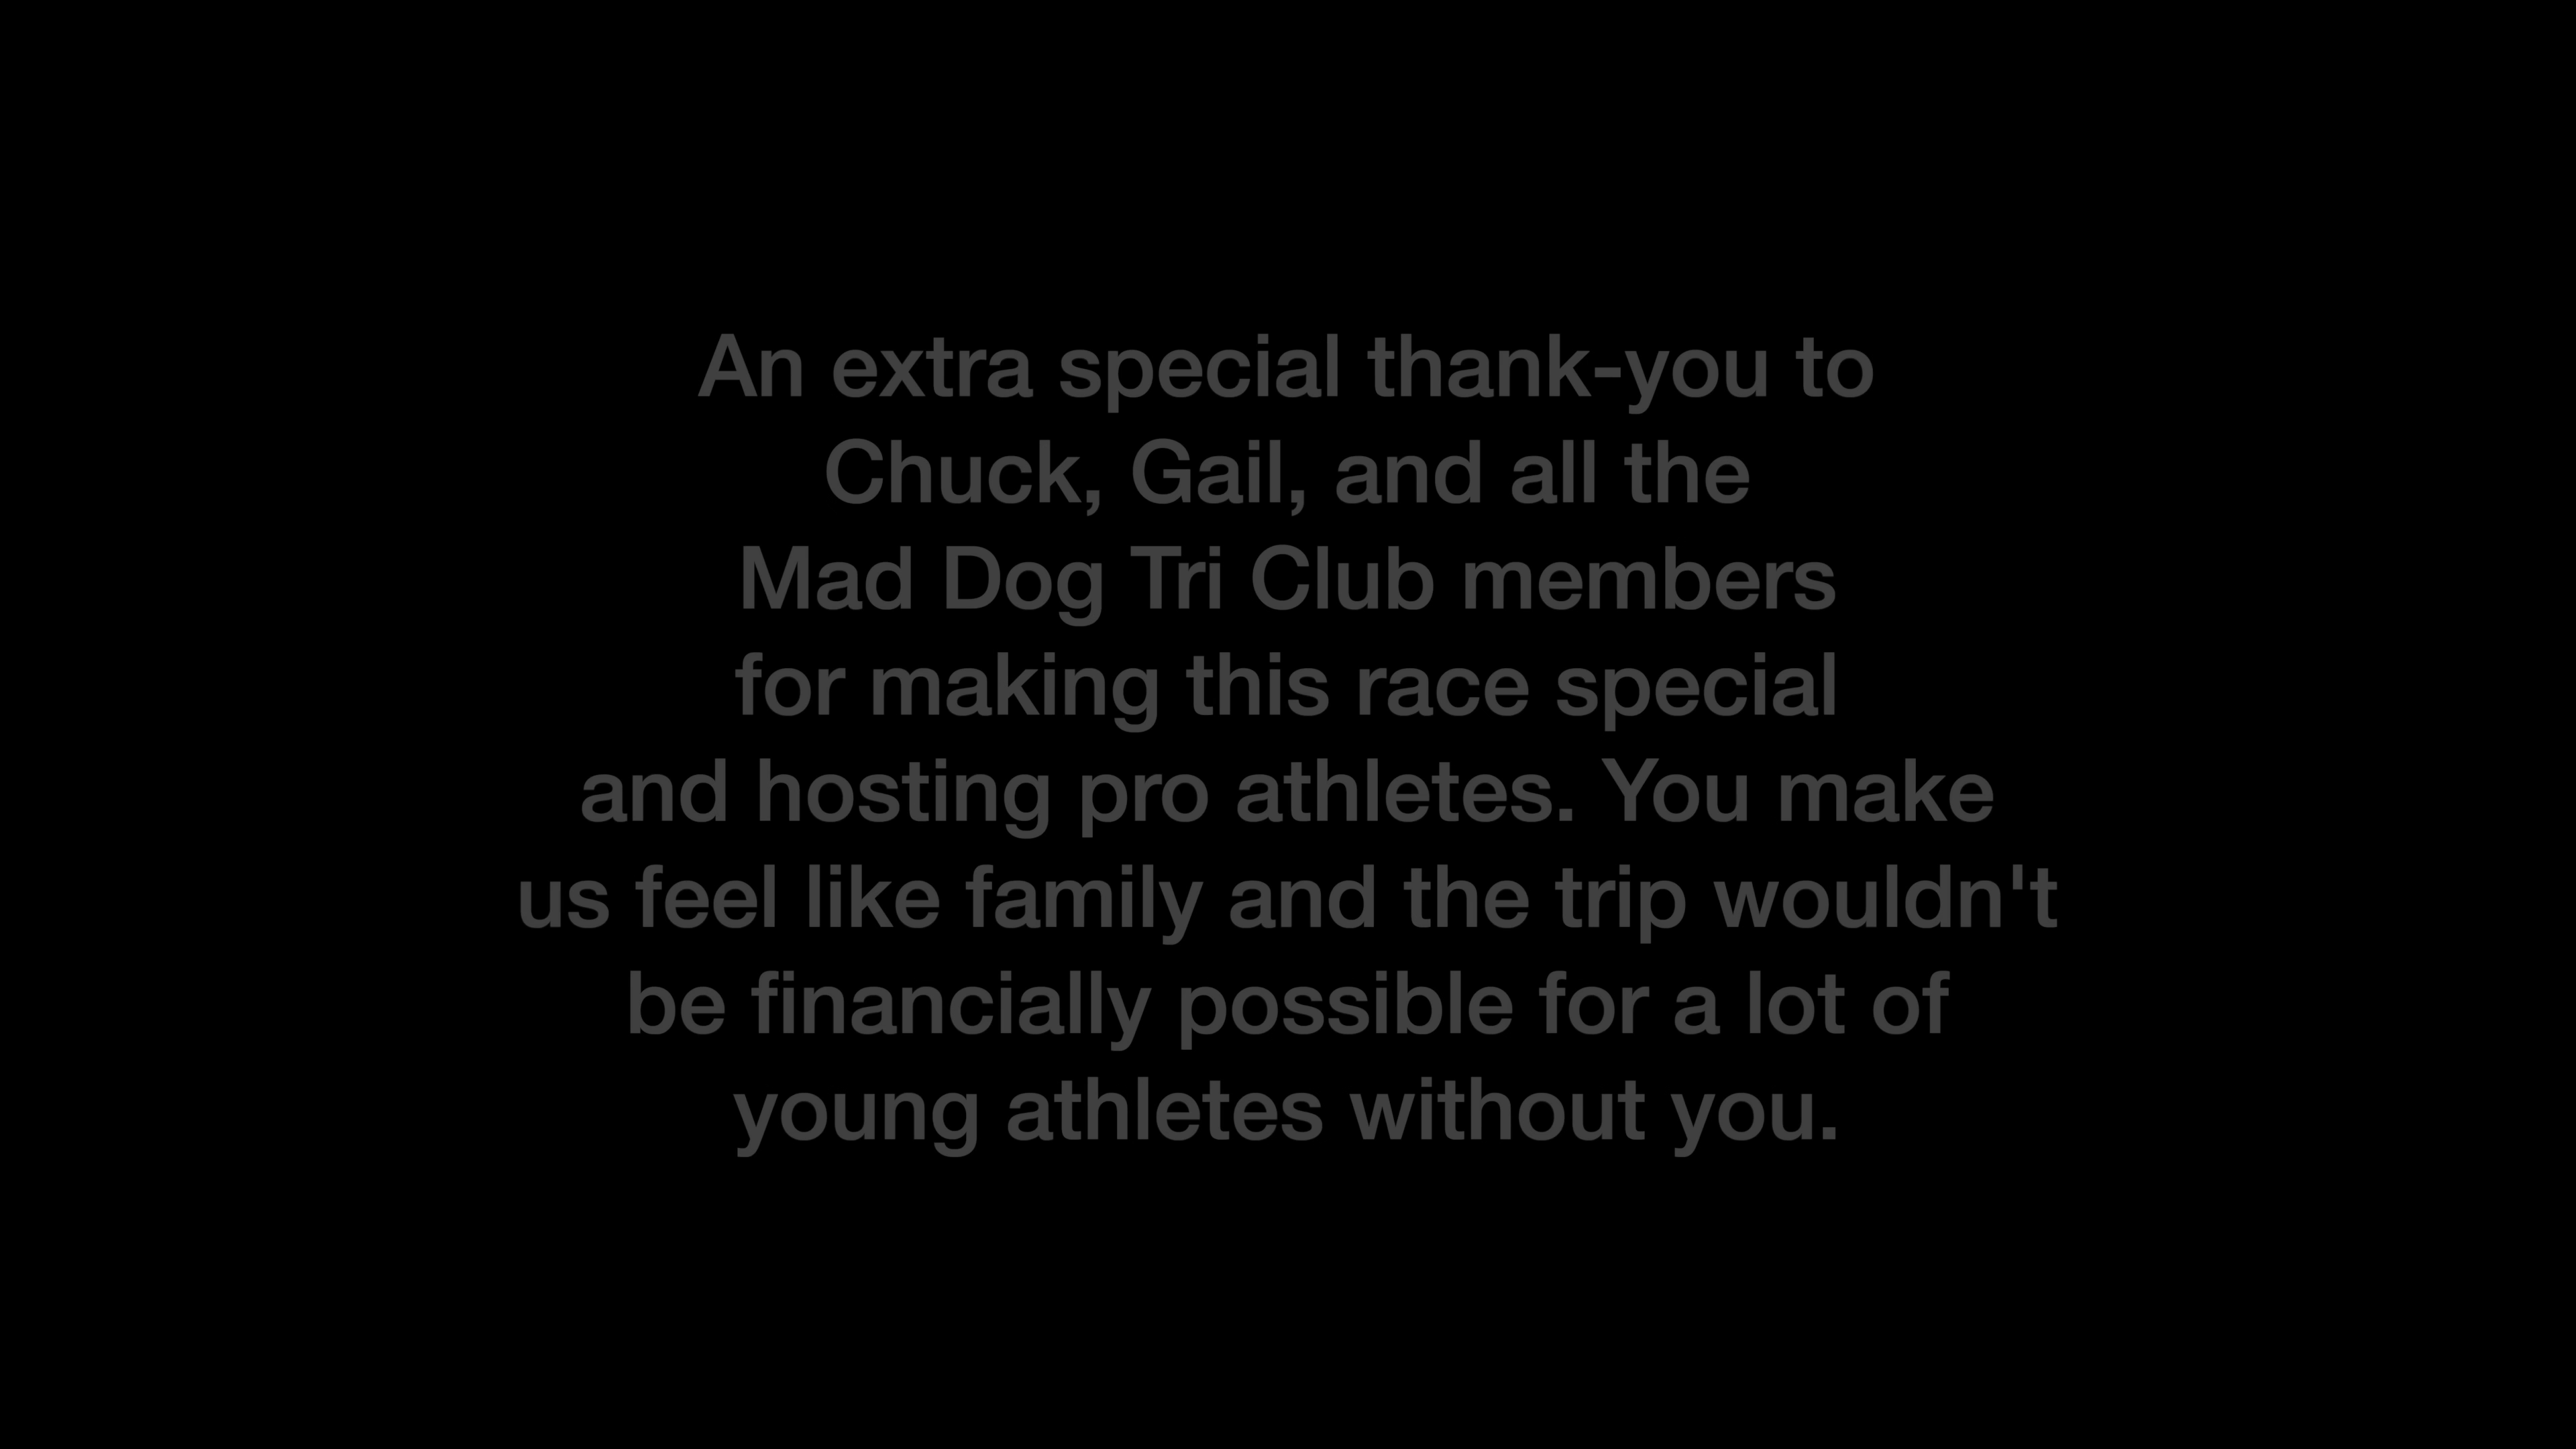 An extra special thank-you to
Chuck, Gail, and all the
Mad Dog Tri Club members
for making this race special
and hosting pro athletes. You make
us feel like family and the trip wouldn't
be financially possible for a lot of
young athletes without you.